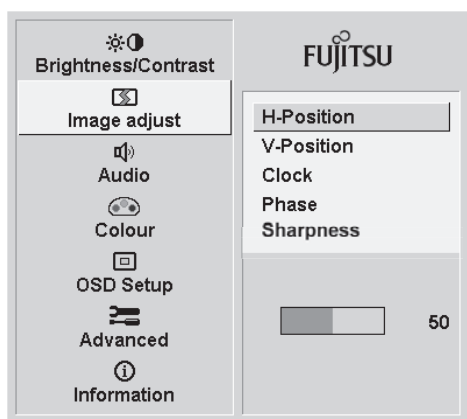 Brightness/Contrast
Image adjust
Audio
Colour
OSD Setup
Advanced
Information
FUJITSU
H-Position
V-Position
Clock
Phase
Sharpness
50